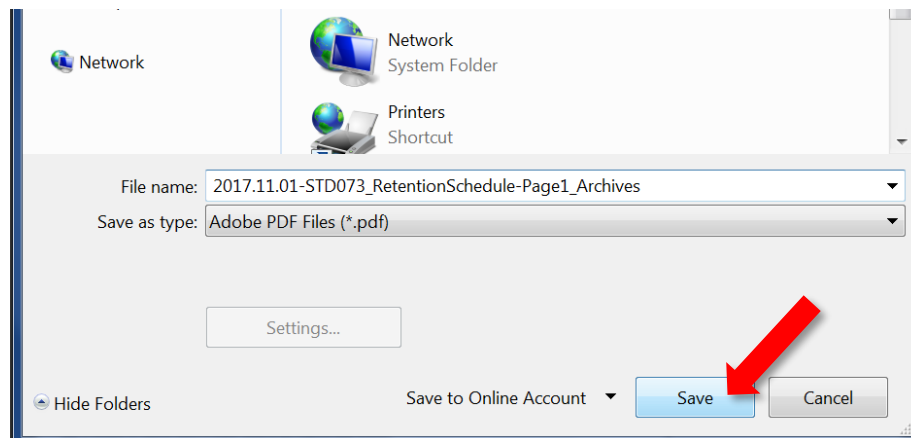 Network
Network
System Folder
Printers
Shortcut
File name: 2017.11.01-STD073_RetentionSchedule-Page1_Archives
Save as type: Adobe PDF Files (*.pdf)
Settings...
Hide Folders Save to Online Account Save Cancel